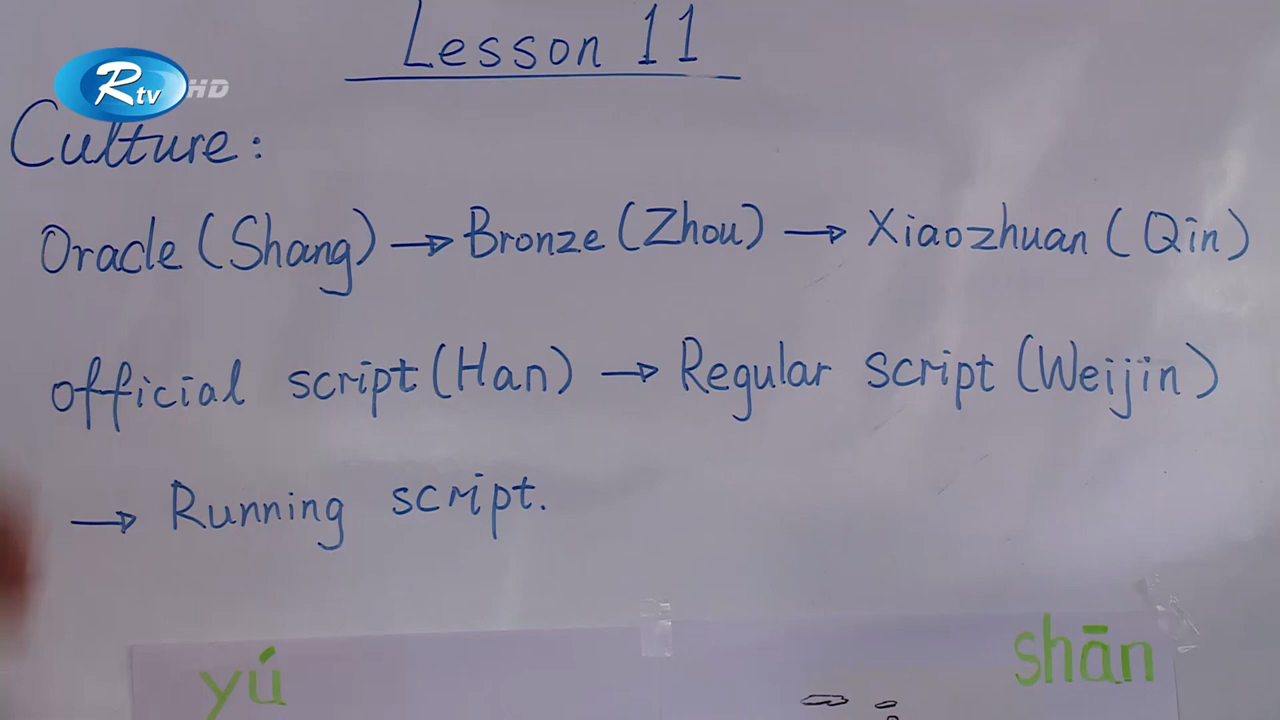 Lesson 11
Rtv HD
Culture:
Oracle (Shang) → Bronze (Zhou) → Xiaozhuan (Qin)
official script (Han) → Regular script (Weijin)
→ Running script.
yú shān